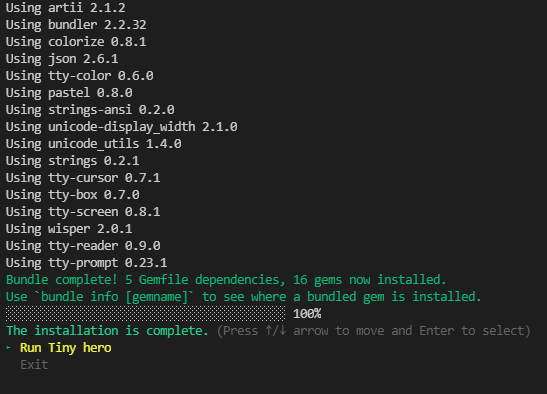 Using artii 2.1.2
Using bundler 2.2.32
Using colorize 0.8.1
Using json 2.6.1
Using tty-color 0.6.0
Using pastel 0.8.0
Using strings-ansi 0.2.0
Using unicode-display_width 2.1.0
Using unicode_utils 1.4.0
Using strings 0.2.1
Using tty-cursor 0.7.1
Using tty-box 0.7.0
Using tty-screen 0.8.1
Using wisper 2.0.1
Using tty-reader 0.9.0
Using tty-prompt 0.23.1
Bundle complete! 5 Gemfile dependencies, 16 gems now installed.
Use `bundle info [gemname]` to see where a bundled gem is installed.
100%
The installation is complete. (Press ↑/↓ arrow to move and Enter to select)
Run Tiny hero
Exit